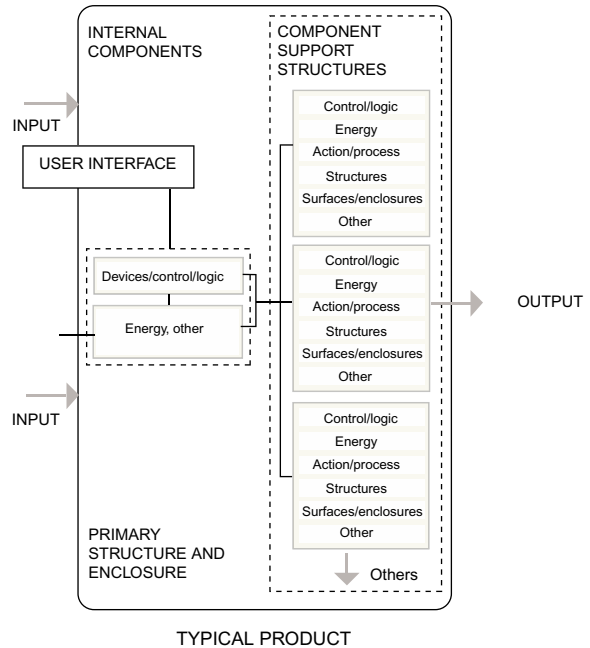 INTERNAL
COMPONENTS
COMPONENT
SUPPORT
STRUCTURES
INPUT
USER INTERFACE
Devices/control/logic
Energy, other
INPUT
PRIMARY
STRUCTURE AND
ENCLOSURE
Control/logic
Energy
Action/process
Structures
Surfaces/enclosures
Other
Control/logic
Energy
Action/process
Structures
Surfaces/enclosures
Other
Control/logic
Energy
Action/process
Structures
Surfaces/enclosures
Other
Others
OUTPUT
TYPICAL PRODUCT